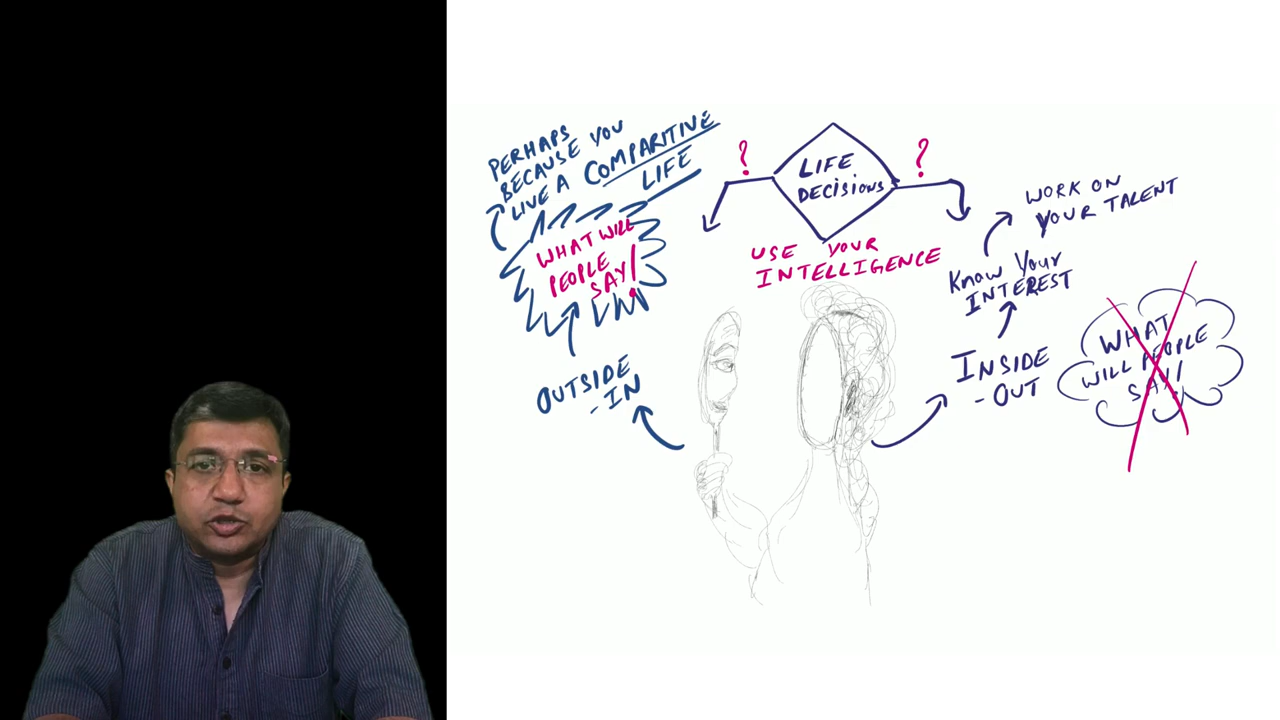 PERHAPS
BECAUSE YOU
LIVE A COMPARITIVE
LIFE
WHAT WILL
PEOPLE
SAY!
OUTSIDE
-IN
?
?
LIFE
DECISIONS
USE YOUR
INTELLIGENCE
WORK ON
YOUR TALENT
KNOW YOUR
INTEREST
INSIDE
-OUT
WHAT
WILL PEOPLE
SAY!